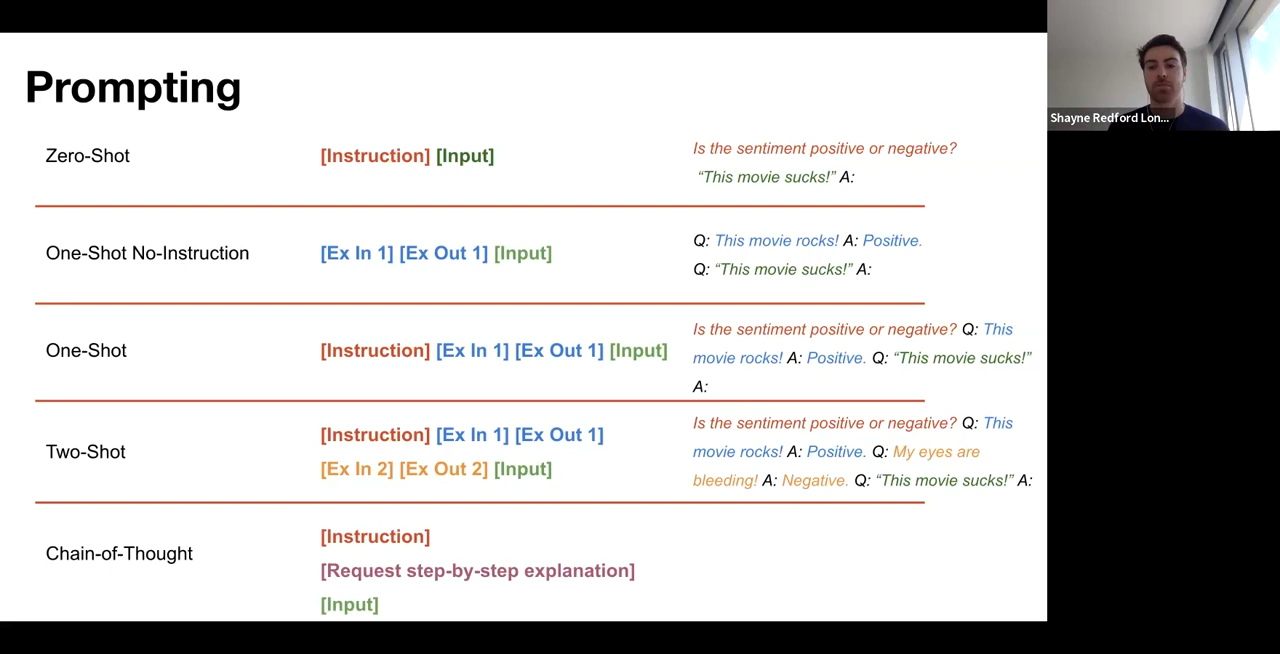 Prompting
Zero-Shot
[Instruction] [Input]
Is the sentiment positive or negative?
“This movie sucks!” A:
One-Shot No-Instruction
[Ex In 1] [Ex Out 1] [Input]
Q: This movie rocks! A: Positive.
Q: “This movie sucks!” A:
One-Shot
[Instruction] [Ex In 1] [Ex Out 1] [Input]
Is the sentiment positive or negative? Q: This
movie rocks! A: Positive. Q: “This movie sucks!”
A:
Two-Shot
[Instruction] [Ex In 1] [Ex Out 1]
[Ex In 2] [Ex Out 2] [Input]
Is the sentiment positive or negative? Q: This
movie rocks! A: Positive. Q: My eyes are
bleeding! A: Negative. Q: “This movie sucks!” A:
Chain-of-Thought
[Instruction]
[Request step-by-step explanation]
[Input]
Shayne Redford Lon...